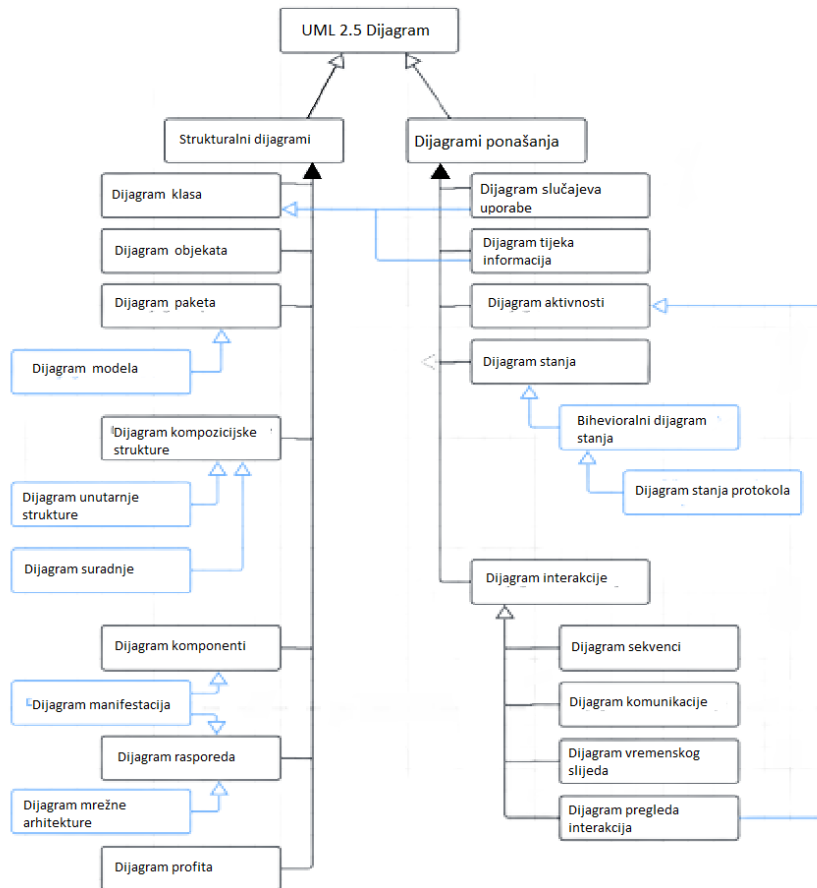 UML 2.5 Dijagram
Strukturalni dijagrami
Dijagrami ponašanja
Dijagram klasa
Dijagram objekata
Dijagram paketa
Dijagram modela
Dijagram kompozicijske
strukture
Dijagram unutarnje
strukture
Dijagram suradnje
Dijagram komponenti
Dijagram manifestacija
Dijagram rasporeda
Dijagram mrežne
arhitekture
Dijagram profita
Dijagram slučajeva
uporabe
Dijagram tijeka
informacija
Dijagram aktivnosti
Dijagram stanja
Bihevioralni dijagram
stanja
Dijagram stanja protokola
Dijagram interakcije
Dijagram sekvenci
Dijagram komunikacije
Dijagram vremenskog
slijeda
Dijagram pregleda
interakcija